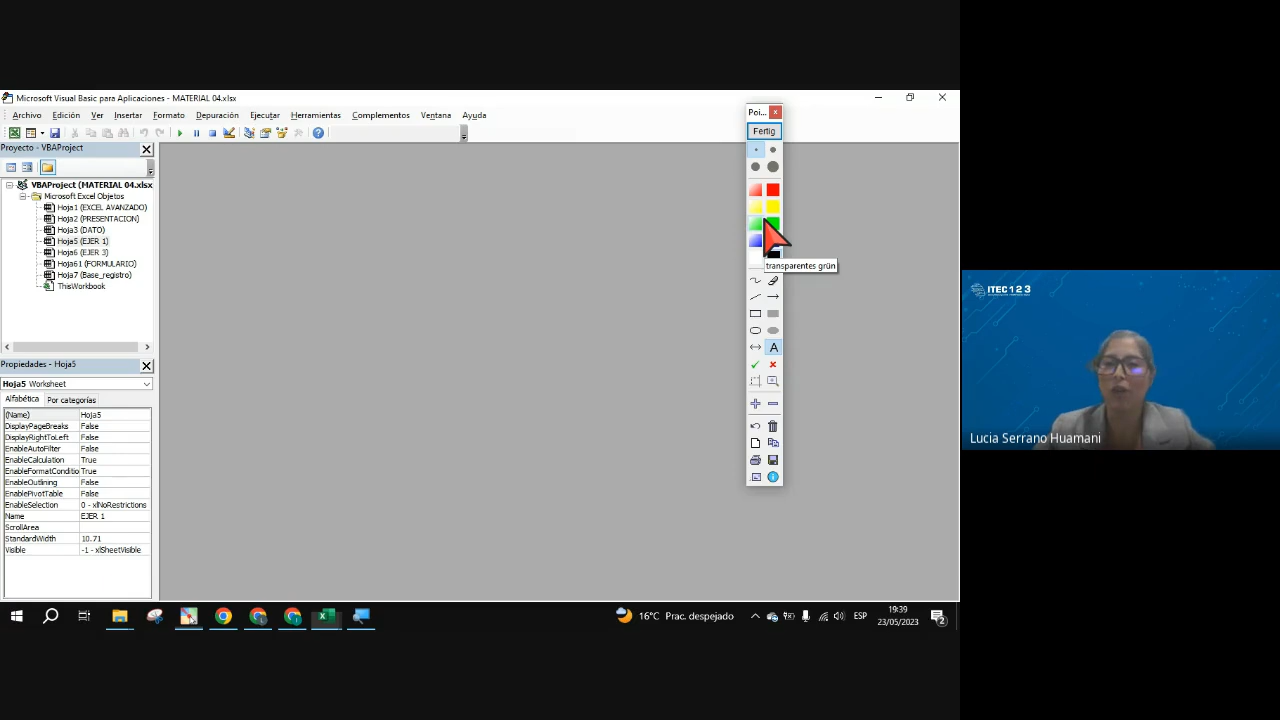 Microsoft Visual Basic para Aplicaciones - MATERIAL 04.xlsx
Archivo Edición Ver Insertar Formato Depuración Ejecutar Herramientas Complementos Ventana Ayuda
Proyecto - VBAProject
VBAProject (MATERIAL 04.xlsx
Microsoft Excel Objetos
Hoja1 (EXCEL AVANZADO)
Hoja2 (PRESENTACION)
Hoja3 (DATO)
Hoja5 (EJER 1)
Hoja6 (EJER 3)
Hoja61 (FORMULARIO)
Hoja7 (Base_registro)
ThisWorkbook
Propiedades - Hoja5
Hoja5 Worksheet
Alfabética Por categorías
(Name) Hoja5
DisplayPageBreaks False
DisplayRightToLeft False
EnableAutoFilter False
EnableCalculation True
EnableFormatConditio True
EnableOutlining False
EnablePivotTable False
EnableSelection 0 - xlNoRestrictions
Name EJER 1
ScrollArea
StandardWidth 10.71
Visible -1 - xlSheetVisible
Poi...
Fertig
transparentes grün
A
ITEC 1 2 3
Lucia Serrano Huamani
16°C Prac. despejado
ESP
19:39
23/05/2023
2